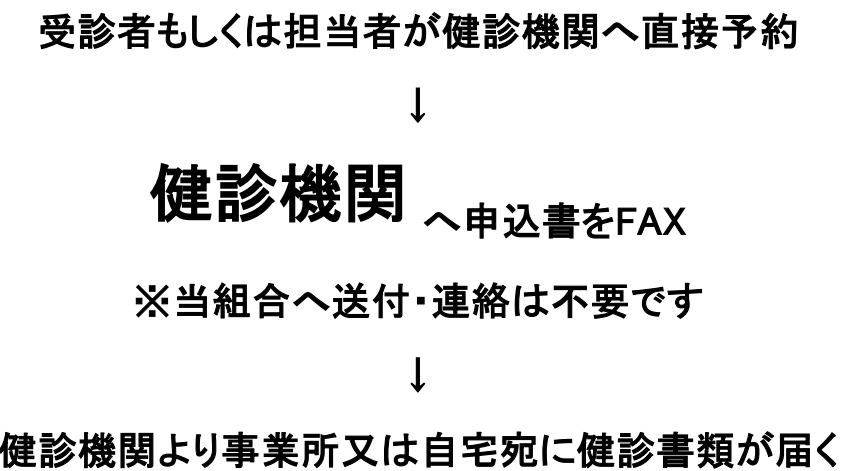 受診者もしくは担当者が健診機関へ直接予約
↓
健診機関 へ申込書をFAX
※当組合へ送付・連絡は不要です
↓
健診機関より事業所又は自宅宛に健診書類が届く